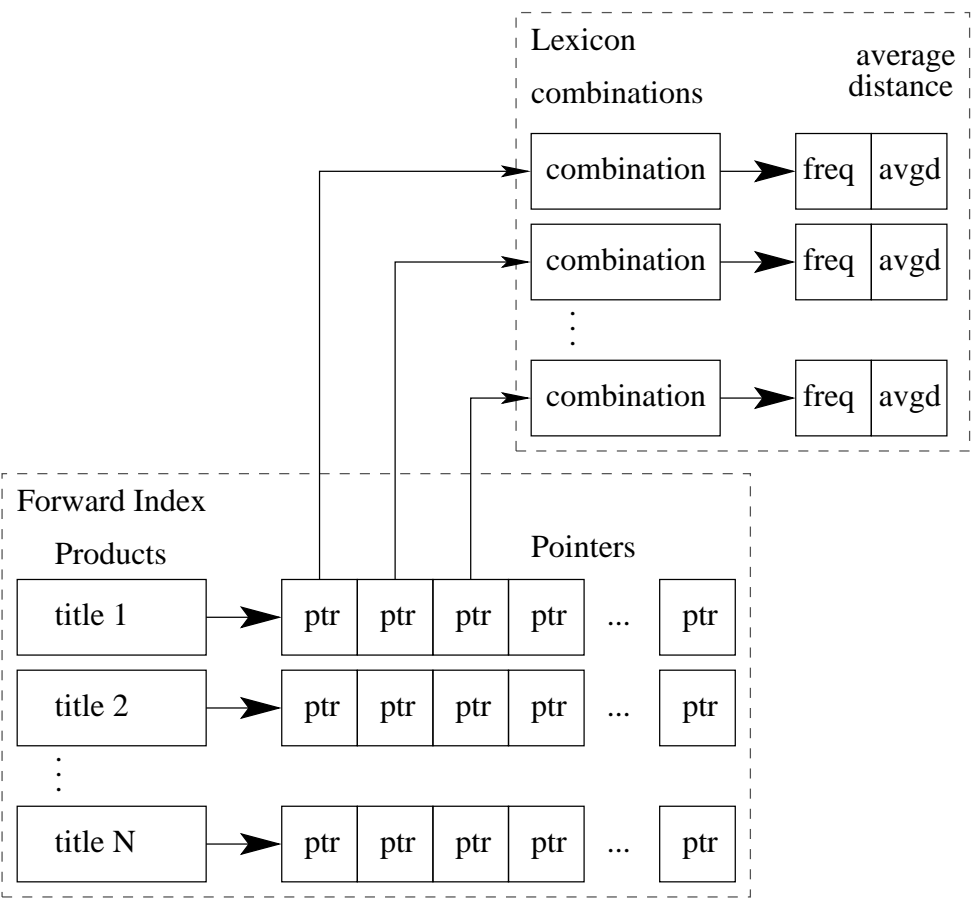 Lexicon
average
distance
combinations
combination freq avgd
combination freq avgd
combination freq avgd
Forward Index
Products Pointers
title 1 ptr ptr ptr ptr ... ptr
title 2 ptr ptr ptr ptr ... ptr
title N ptr ptr ptr ptr ... ptr